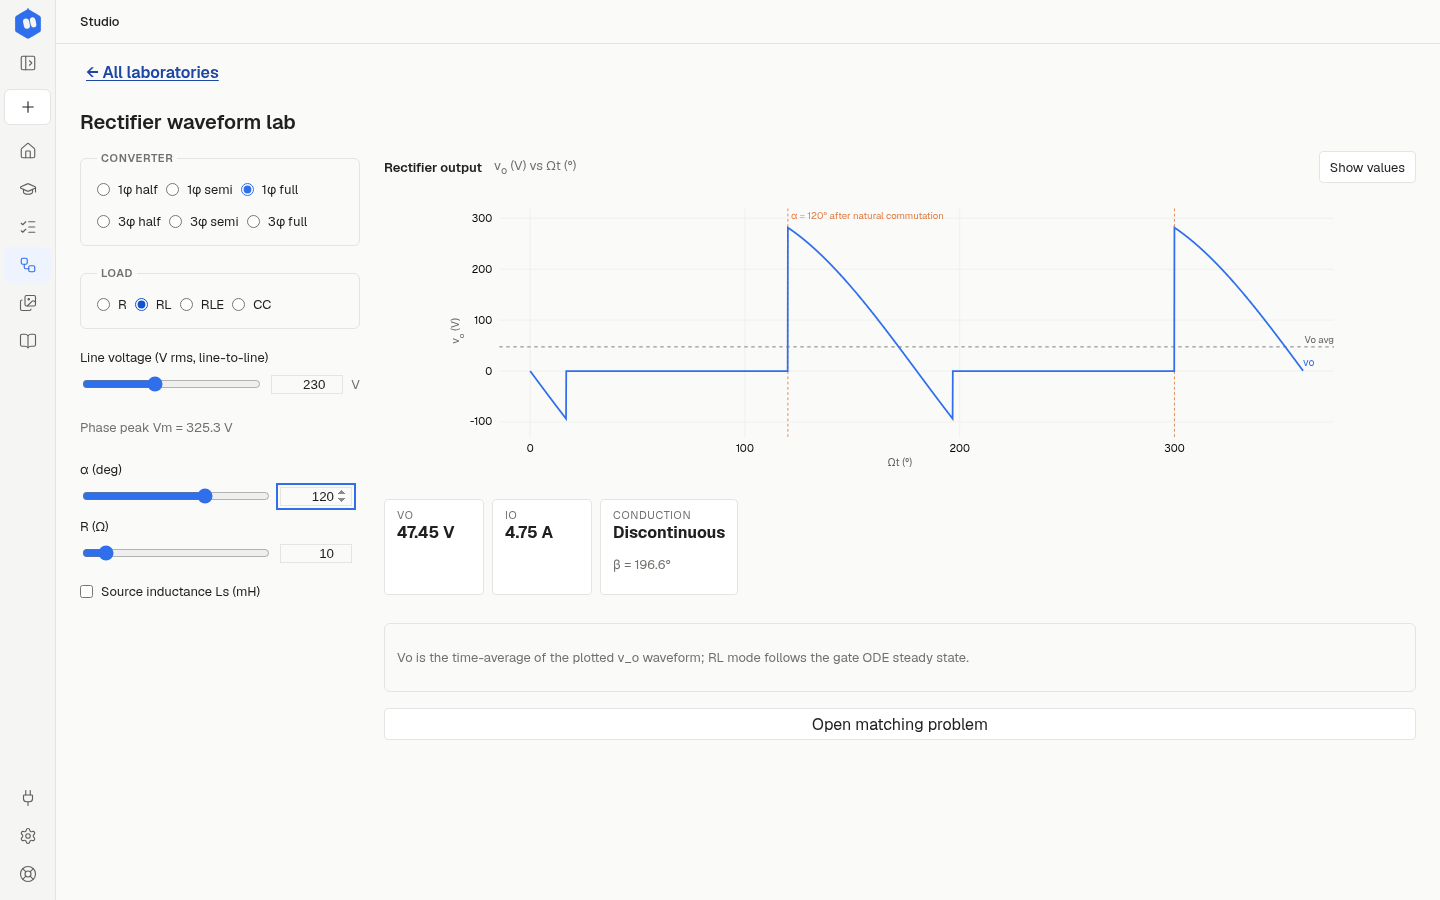 Studio
← All laboratories
Rectifier waveform lab
CONVERTER
1φ half 1φ semi 1φ full
3φ half 3φ semi 3φ full
LOAD
R RL RLE CC
Line voltage (V rms, line-to-line)
230 V
Phase peak Vm = 325.3 V
α (deg)
120
R (Ω)
10
Source inductance Ls (mH)
Rectifier output vo (V) vs Ωt (°)
Show values
α = 120° after natural commutation
300
200
100
0
-100
vo (V)
Vo avg
vo
0 100 200 300
Ωt (°)
VO
47.45 V
IO
4.75 A
CONDUCTION
Discontinuous
β = 196.6°
Vo is the time-average of the plotted v_o waveform; RL mode follows the gate ODE steady state.
Open matching problem